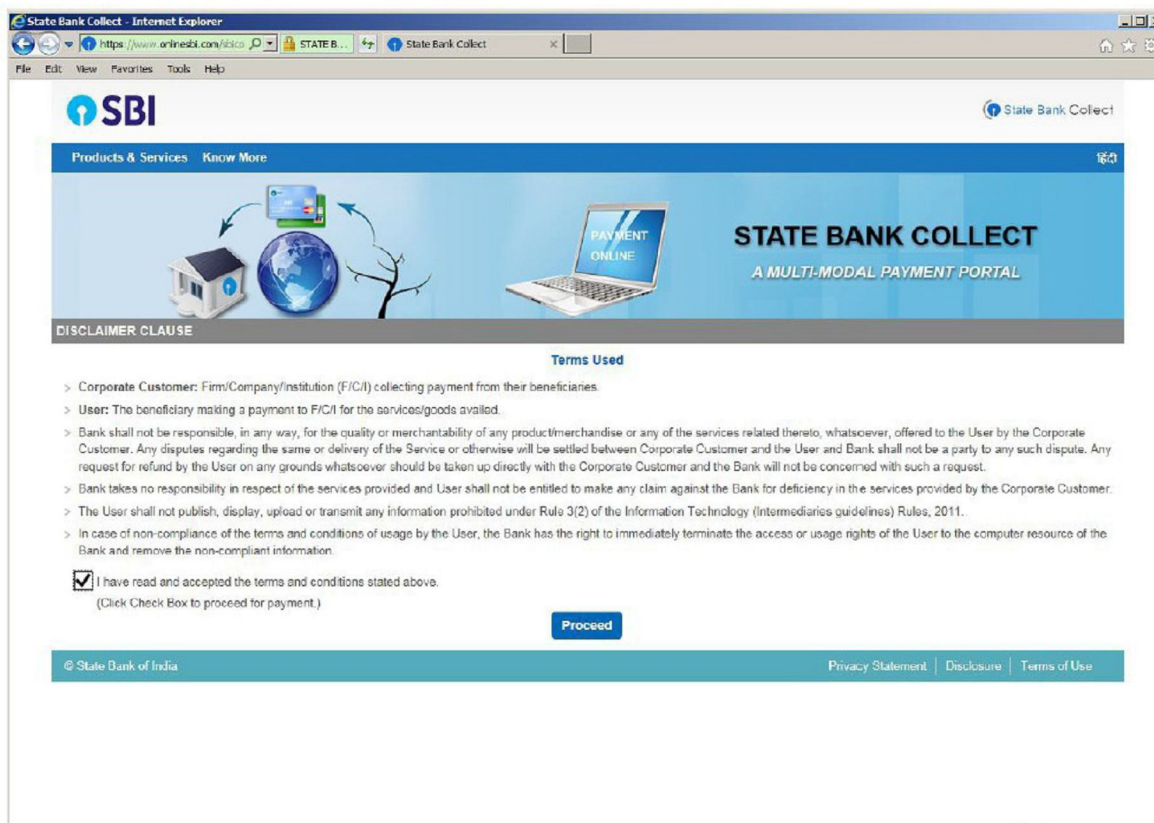 State Bank Collect - Internet Explorer
https://www.onlinesbi.com/sbico
STATE B...
State Bank Collect
File Edit View Favorites Tools Help
SBI
State Bank Collect
Products & Services Know More
हिंदी
PAYMENT
ONLINE
STATE BANK COLLECT
A MULTI-MODAL PAYMENT PORTAL
DISCLAIMER CLAUSE
Terms Used
> Corporate Customer: Firm/Company/Institution (F/C/I) collecting payment from their beneficiaries.
> User: The beneficiary making a payment to F/C/I for the services/goods availed.
> Bank shall not be responsible, in any way, for the quality or merchantability of any product/merchandise or any of the services related thereto, whatsoever, offered to the User by the Corporate
Customer. Any disputes regarding the same or delivery of the Service or otherwise will be settled between Corporate Customer and the User and Bank shall not be a party to any such dispute. Any
request for refund by the User on any grounds whatsoever should be taken up directly with the Corporate Customer and the Bank will not be concerned with such a request.
> Bank takes no responsibility in respect of the services provided and User shall not be entitled to make any claim against the Bank for deficiency in the services provided by the Corporate Customer.
> The User shall not publish, display, upload or transmit any information prohibited under Rule 3(2) of the Information Technology (Intermediaries guidelines) Rules, 2011.
> In case of non-compliance of the terms and conditions of usage by the User, the Bank has the right to immediately terminate the access or usage rights of the User to the computer resource of the
Bank and remove the non-compliant information.
I have read and accepted the terms and conditions stated above.
(Click Check Box to proceed for payment.)
Proceed
© State Bank of India
Privacy Statement | Disclosure | Terms of Use